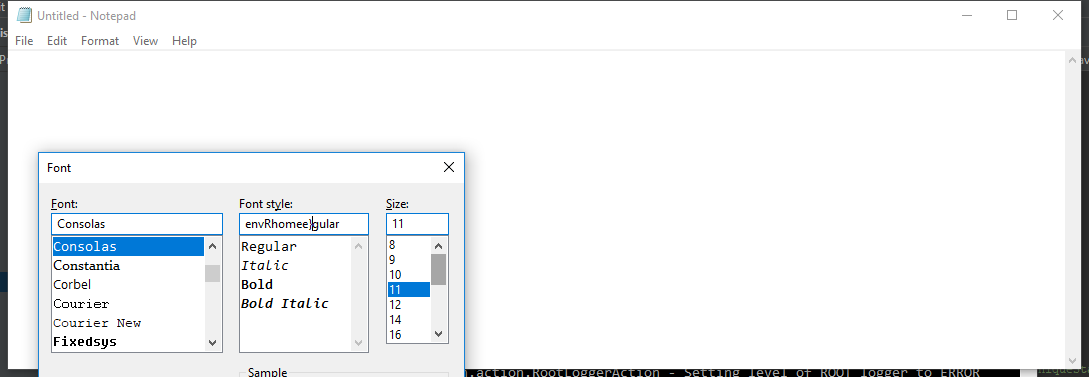 Untitled - Notepad
File Edit Format View Help
Font
Font: Font style: Size:
Consolas envRhomee}gular 11
Consolas Regular 8
Constantia Italic 9
Corbel Bold 10
Courier Bold Italic 11
Courier New 12
Fixedsys 14
16
Sample
.action.RootLoggerAction - Setting level of ROOT logger to ERROR